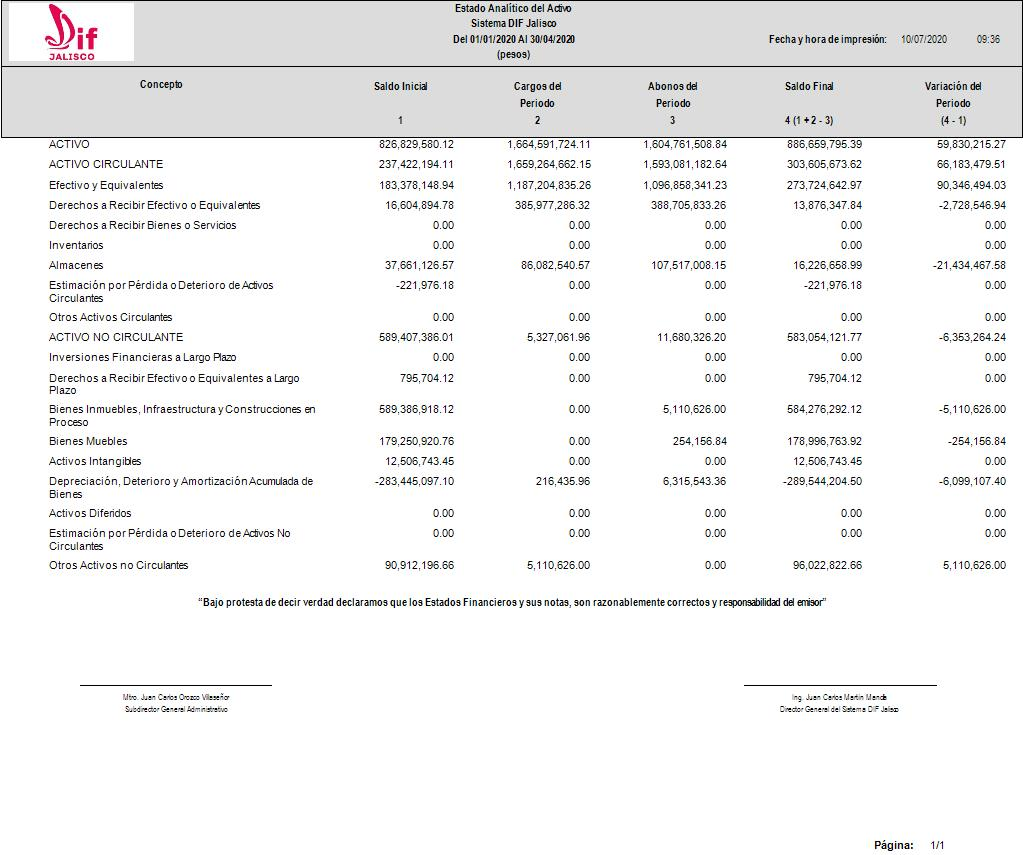 Dif
JALISCO
Estado Analítico del Activo
Sistema DIF Jalisco
Del 01/01/2020 Al 30/04/2020
(pesos)
Fecha y hora de impresión: 10/07/2020 09:36
Concepto Saldo Inicial Cargos del Abonos del Saldo Final Variación del
Periodo Periodo Periodo
1 2 3 4 (1 + 2 - 3) (4 - 1)
ACTIVO 826,829,580.12 1,664,591,724.11 1,604,761,508.84 886,659,795.39 59,830,215.27
ACTIVO CIRCULANTE 237,422,194.11 1,659,264,662.15 1,593,081,182.64 303,605,673.62 66,183,479.51
Efectivo y Equivalentes 183,378,148.94 1,187,204,835.26 1,096,858,341.23 273,724,642.97 90,346,494.03
Derechos a Recibir Efectivo o Equivalentes 16,604,894.78 385,977,286.32 388,705,833.26 13,876,347.84 -2,728,546.94
Derechos a Recibir Bienes o Servicios 0.00 0.00 0.00 0.00 0.00
Inventarios 0.00 0.00 0.00 0.00 0.00
Almacenes 37,661,126.57 86,082,540.57 107,517,008.15 16,226,658.99 -21,434,467.58
Estimación por Pérdida o Deterioro de Activos -221,976.18 0.00 0.00 -221,976.18 0.00
Circulantes
Otros Activos Circulantes 0.00 0.00 0.00 0.00 0.00
ACTIVO NO CIRCULANTE 589,407,386.01 5,327,061.96 11,680,326.20 583,054,121.77 -6,353,264.24
Inversiones Financieras a Largo Plazo 0.00 0.00 0.00 0.00 0.00
Derechos a Recibir Efectivo o Equivalentes a Largo 795,704.12 0.00 0.00 795,704.12 0.00
Plazo
Bienes Inmuebles, Infraestructura y Construcciones en 589,386,918.12 0.00 5,110,626.00 584,276,292.12 -5,110,626.00
Proceso
Bienes Muebles 179,250,920.76 0.00 254,156.84 178,996,763.92 -254,156.84
Activos Intangibles 12,506,743.45 0.00 0.00 12,506,743.45 0.00
Depreciación, Deterioro y Amortización Acumulada de -283,445,097.10 216,435.96 6,315,543.36 -289,544,204.50 -6,099,107.40
Bienes
Activos Diferidos 0.00 0.00 0.00 0.00 0.00
Estimación por Pérdida o Deterioro de Activos No 0.00 0.00 0.00 0.00 0.00
Circulantes
Otros Activos no Circulantes 90,912,196.66 5,110,626.00 0.00 96,022,822.66 5,110,626.00
“Bajo protesta de decir verdad declaramos que los Estados Financieros y sus notas, son razonablemente correctos y responsabilidad del emisor”
Mtro. Juan Carlos Orozco Villaseñor Ing. Juan Carlos Martín Mancilla
Subdirector General Administrativo Director General del Sistema DIF Jalisco
Página: 1/1